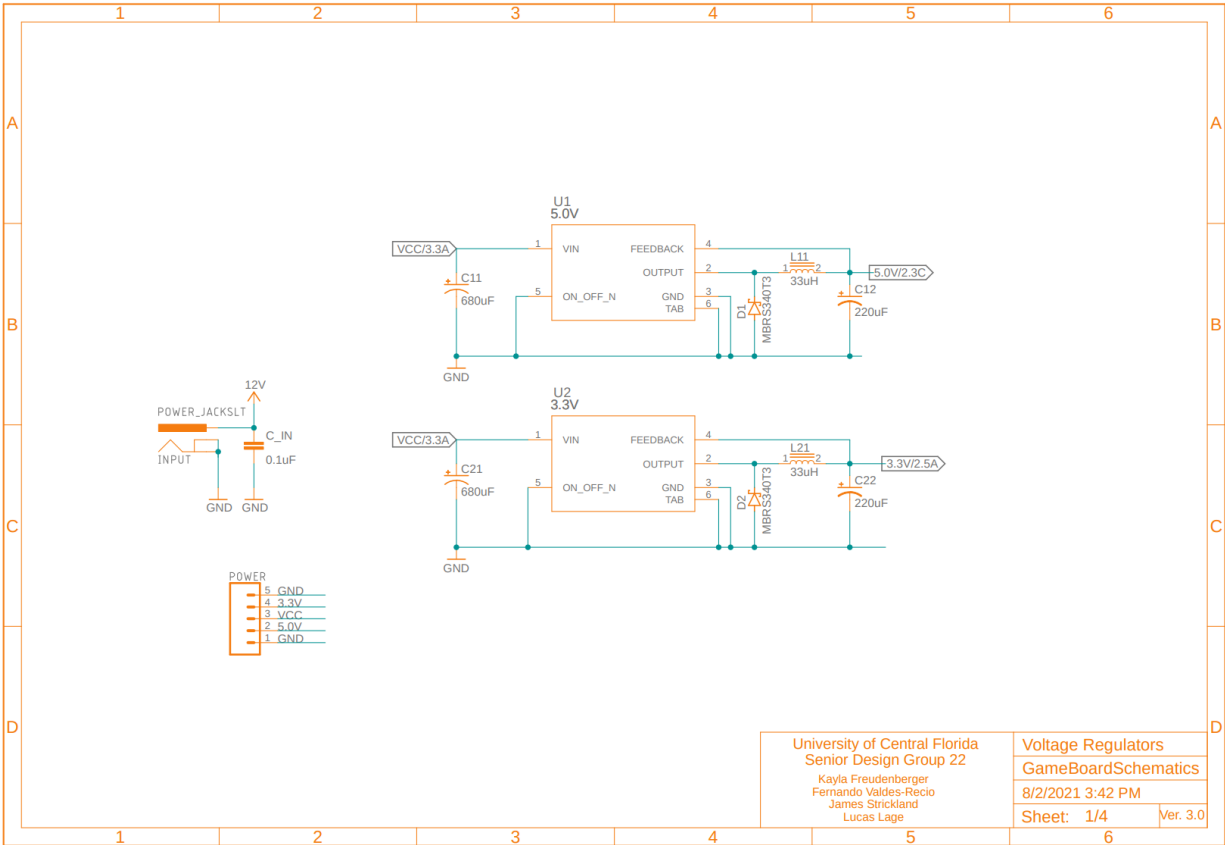 1 2 3 4 5 6
A A
U1
5.0V
VCC/3.3A
1 VIN FEEDBACK 4
OUTPUT 2
5 ON_OFF_N
GND 3
TAB 6
C11
680uF
L11
1 2
33uH
5.0V/2.3C
C12
220uF
D1
MBRS340T3
GND
B B
U2
3.3V
VCC/3.3A
1 VIN FEEDBACK 4
OUTPUT 2
5 ON_OFF_N
GND 3
TAB 6
C21
680uF
L21
1 2
33uH
3.3V/2.5A
C22
220uF
D2
MBRS340T3
GND
12V
POWER_JACKSLT
INPUT
C_IN
0.1uF
GND GND
C C
POWER
5 GND
4 3.3V
3 VCC
2 5.0V
1 GND
D D
University of Central Florida
Senior Design Group 22
Kayla Freudenberger
Fernando Valdes-Recio
James Strickland
Lucas Lage
Voltage Regulators
GameBoardSchematics
8/2/2021 3:42 PM
Sheet: 1/4 Ver. 3.0
1 2 3 4 5 6